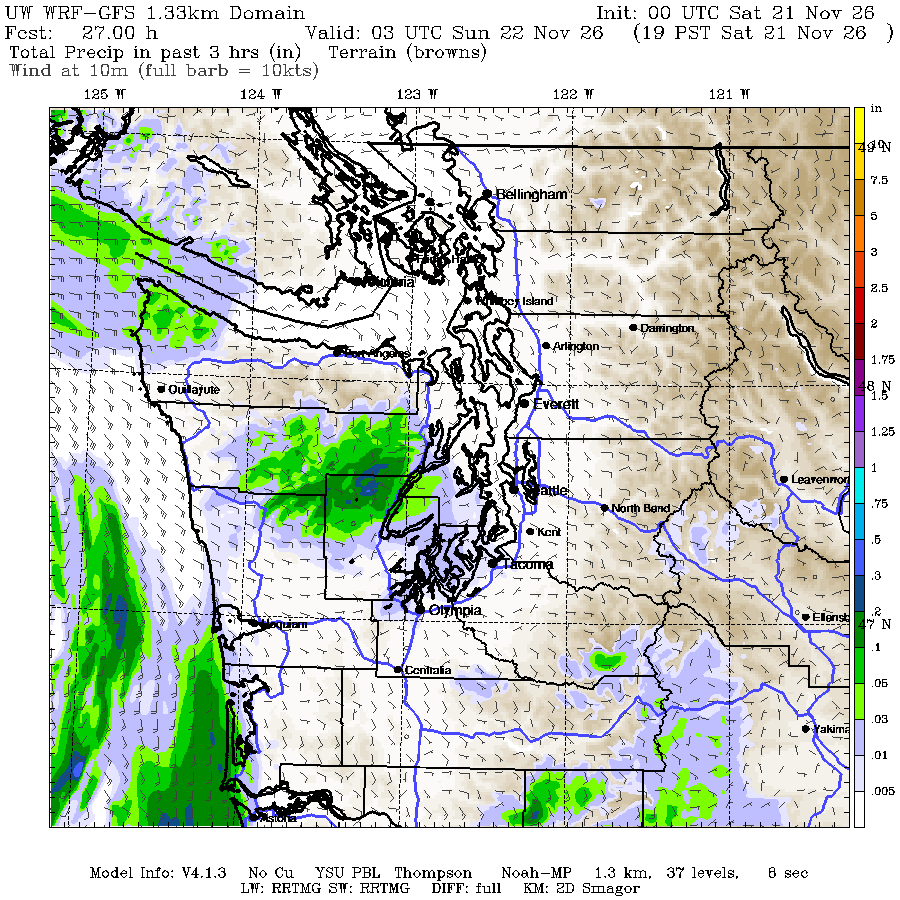 UW WRF-GFS 1.33km Domain Init: 00 UTC Sat 21 Nov 26
Fcst: 27.00 h Valid: 03 UTC Sun 22 Nov 26 (19 PST Sat 21 Nov 26 )
Total Precip in past 3 hrs (in) Terrain (browns)
Wind at 10m (full barb = 10kts)
125 W 124 W 123 W 122 W 121 W
in
49 N
7.5
Bellingham
5
3
Victoria
2.5
Whidbey Island
Darrington
2
Arlington
Port Angeles
1.75
48 N
Quillayute
1.5
Everett
1.25
1
Leavenwor
Seattle
North Bend
.75
Kent
.5
Tacoma
.3
Olympia
.2
Ellensb
Hoquiam
47 N
.1
Centralia
.05
.03
Yakima
.01
.005
Astoria
Model Info: V4.1.3 No Cu YSU PBL Thompson Noah-MP 1.3 km, 37 levels, 8 sec
LW: RRTMG SW: RRTMG DIFF: full KM: 2D Smagor